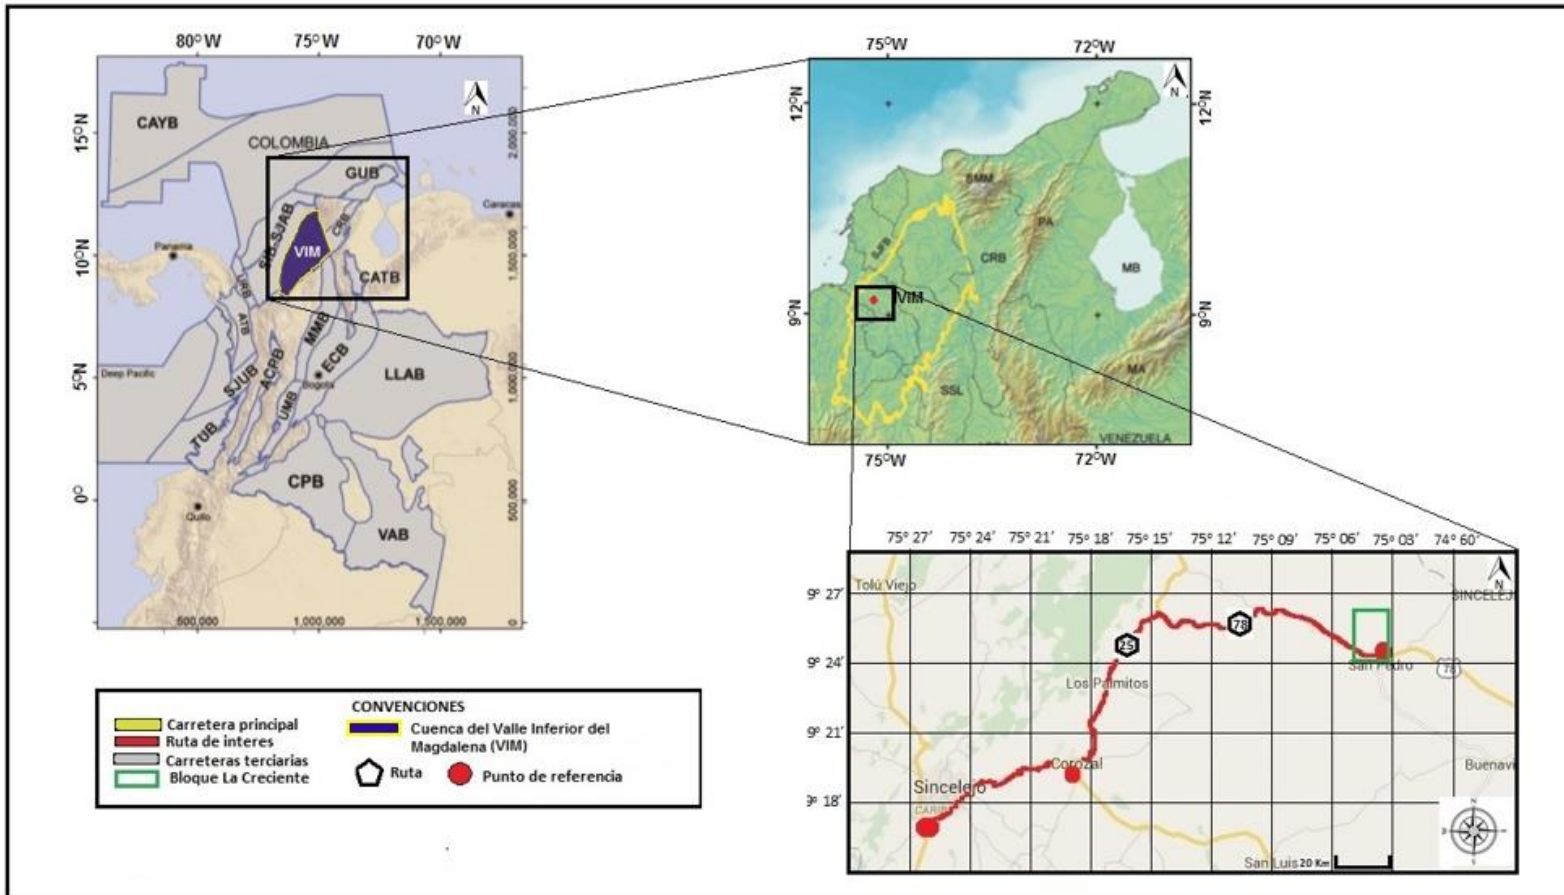 80°W 75°W 70°W
15°N
10°N
5°N
0°
N
CAYB
COLOMBIA
GUB
SIB-SJAB
CRB
VIM
CATB
Caracas
Panama
URB
ATB
MMB
ECB
Deep Pacific
SJUB
ACPB
Bogota
LLAB
UMB
TUB
CPB
VAB
Quito
2,000,000
1,500,000
1,000,000
500,000
0
500,000 1,000,000 1,500,000
75°W 72°W
12°N 12°N
9°N 9°N
N
SMM
PA
SJFB
CRB
MB
VIM
SSL
MA
VENEZUELA
75°W 72°W
75° 27´ 75° 24´ 75° 21´ 75° 18´ 75° 15´ 75° 12´ 75° 09´ 75° 06´ 75° 03´ 74° 60´
9° 27´
9° 24´
9° 21´
9° 18´
N
Tolú Viejo
SINCELEJ
78
25
San Pedro
78
Los Palmitos
Corozal
Buenavi
Sincelejo
CARIB
San Luis 20 Km
CONVENCIONES
Carretera principal
Ruta de interes
Carreteras terciarias
Bloque La Creciente
Cuenca del Valle Inferior del
Magdalena (VIM)
Ruta
Punto de referencia